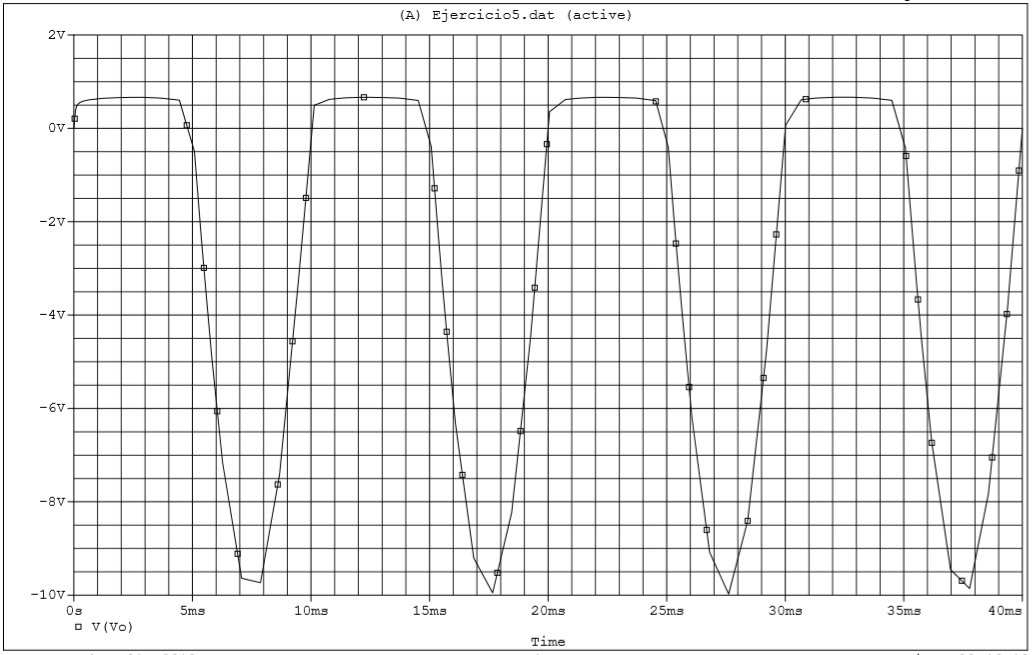 (A) Ejercicio5.dat (active)
2V
0V
-2V
-4V
-6V
-8V
-10V
0s 5ms 10ms 15ms 20ms 25ms 30ms 35ms 40ms
V(Vo)
Time